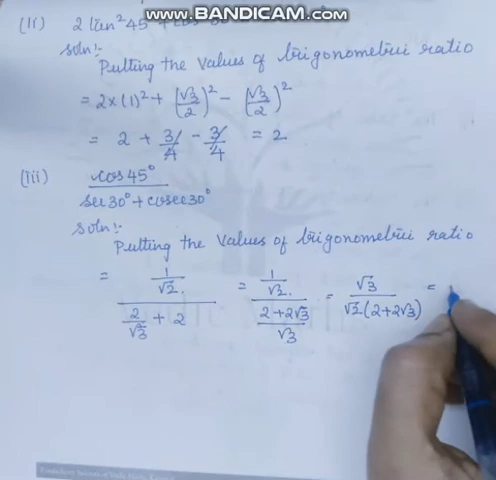 WWW.BANDICAM.COM
(ii) 2 tan² 45
Soln:-
Putting the values of trigonometric ratio
= 2×(1)² + (√3/2)² - (√3/2)²
= 2 + 3/4 - 3/4 = 2
(iii) cos 45° / sec 30° + cosec 30°
Soln:-
Putting the values of trigonometric ratio
= 1/√2. / 2/√3 + 2 = 1/√2. / 2+2√3/√3 = √3 / √2(2+2√3) =